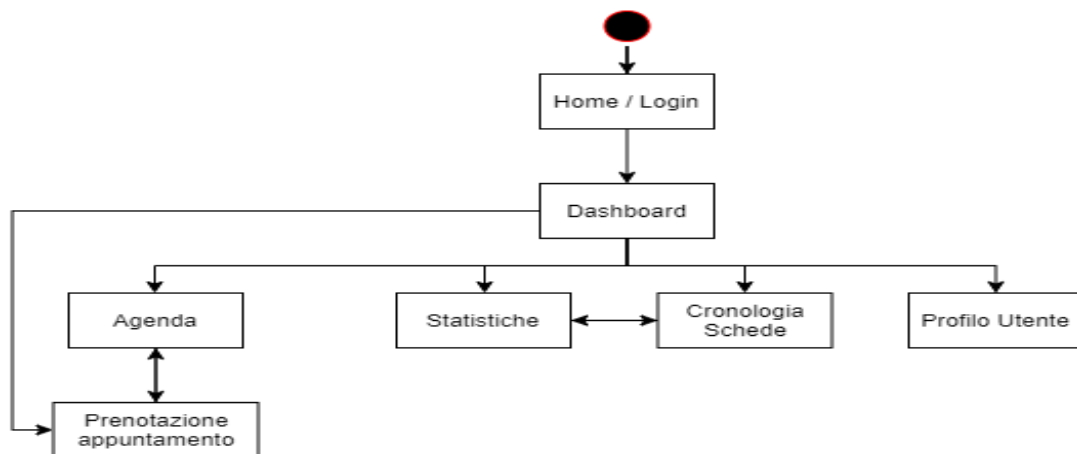 Home / Login
Dashboard
Agenda
Statistiche
Cronologia
Schede
Profilo Utente
Prenotazione
appuntamento